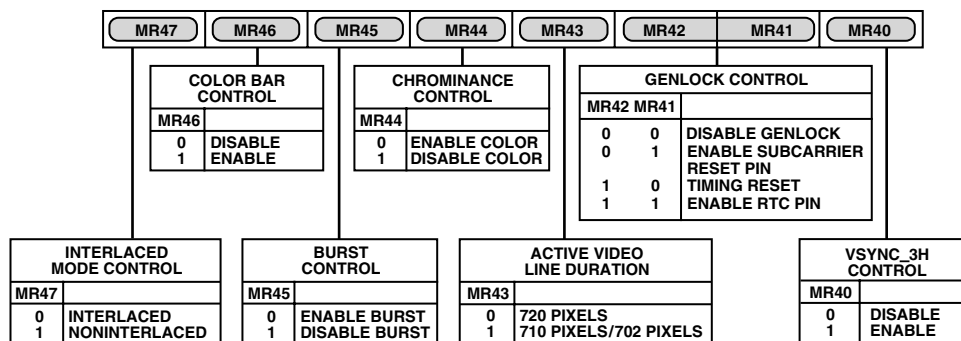 MR47 MR46 MR45 MR44 MR43 MR42 MR41 MR40
COLOR BAR
CONTROL
MR46
0 DISABLE
1 ENABLE
CHROMINANCE
CONTROL
MR44
0 ENABLE COLOR
1 DISABLE COLOR
GENLOCK CONTROL
MR42 MR41
0 0 DISABLE GENLOCK
0 1 ENABLE SUBCARRIER
RESET PIN
1 0 TIMING RESET
1 1 ENABLE RTC PIN
INTERLACED
MODE CONTROL
MR47
0 INTERLACED
1 NONINTERLACED
BURST
CONTROL
MR45
0 ENABLE BURST
1 DISABLE BURST
ACTIVE VIDEO
LINE DURATION
MR43
0 720 PIXELS
1 710 PIXELS/702 PIXELS
VSYNC_3H
CONTROL
MR40
0 DISABLE
1 ENABLE